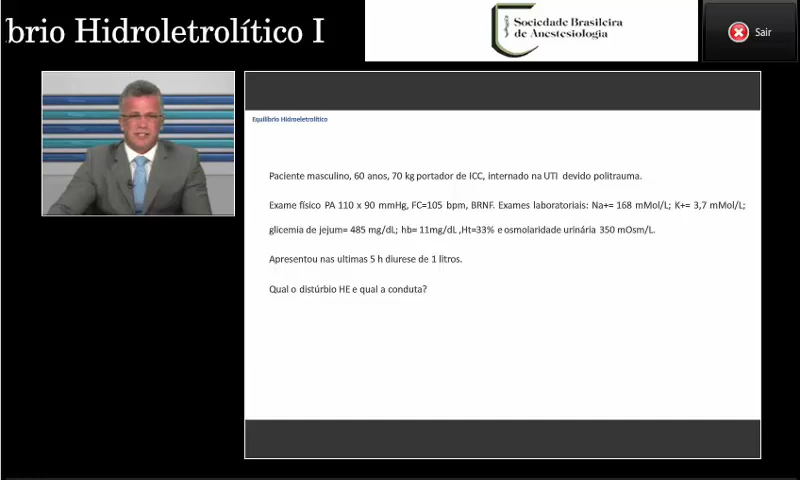 brio Hidroletrolítico I
Sociedade Brasileira
de Anestesiologia
Sair
Equilíbrio Hidroeletrolítico
Paciente masculino, 60 anos, 70 kg portador de ICC, internado na UTI devido politrauma.
Exame físico PA 110 x 90 mmHg, FC=105 bpm, BRNF. Exames laboratoriais: Na+= 168 mMol/L; K+= 3,7 mMol/L;
glicemia de jejum= 485 mg/dL; hb= 11mg/dL ,Ht=33% e osmolaridade urinária 350 mOsm/L.
Apresentou nas ultimas 5 h diurese de 1 litros.
Qual o distúrbio HE e qual a conduta?